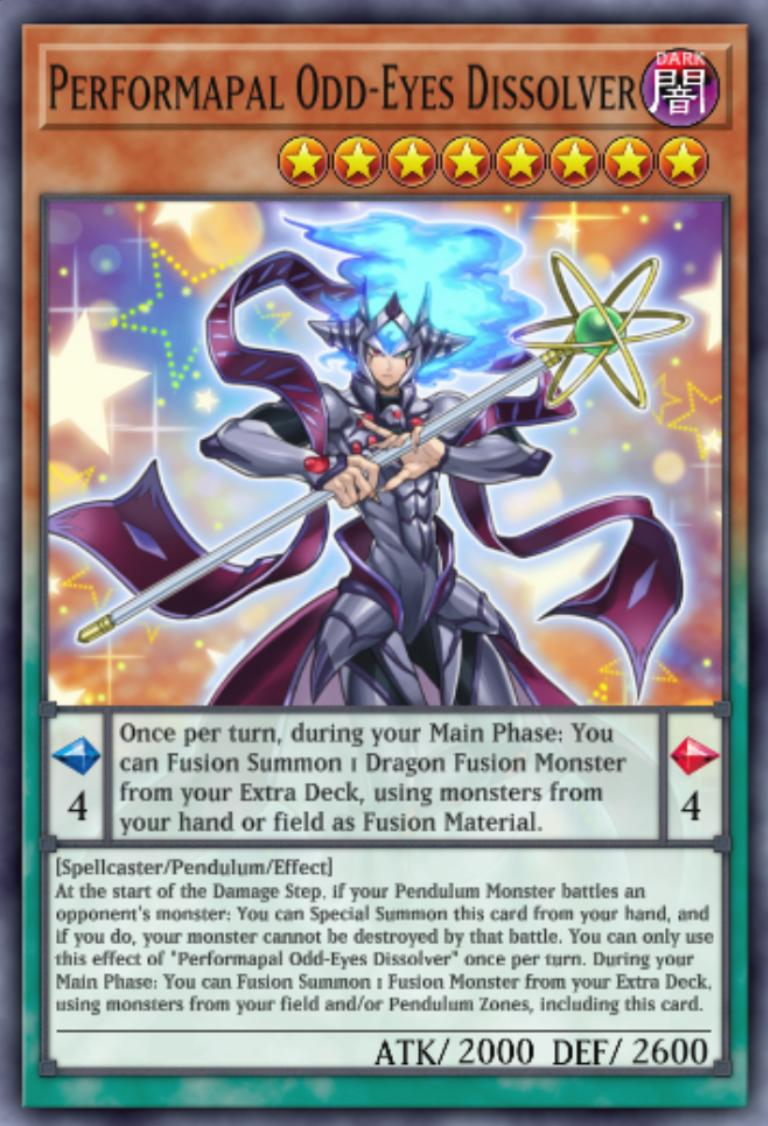 PERFORMAPAL ODD-EYES DISSOLVER
DARK
闇
Once per turn, during your Main Phase: You
can Fusion Summon 1 Dragon Fusion Monster
from your Extra Deck, using monsters from
your hand or field as Fusion Material.
4
4
[Spellcaster/Pendulum/Effect]
At the start of the Damage Step, if your Pendulum Monster battles an
opponent's monster: You can Special Summon this card from your hand, and
if you do, your monster cannot be destroyed by that battle. You can only use
this effect of "Performapal Odd-Eyes Dissolver" once per turn. During your
Main Phase: You can Fusion Summon 1 Fusion Monster from your Extra Deck,
using monsters from your field and/or Pendulum Zones, including this card.
ATK/ 2000 DEF/ 2600